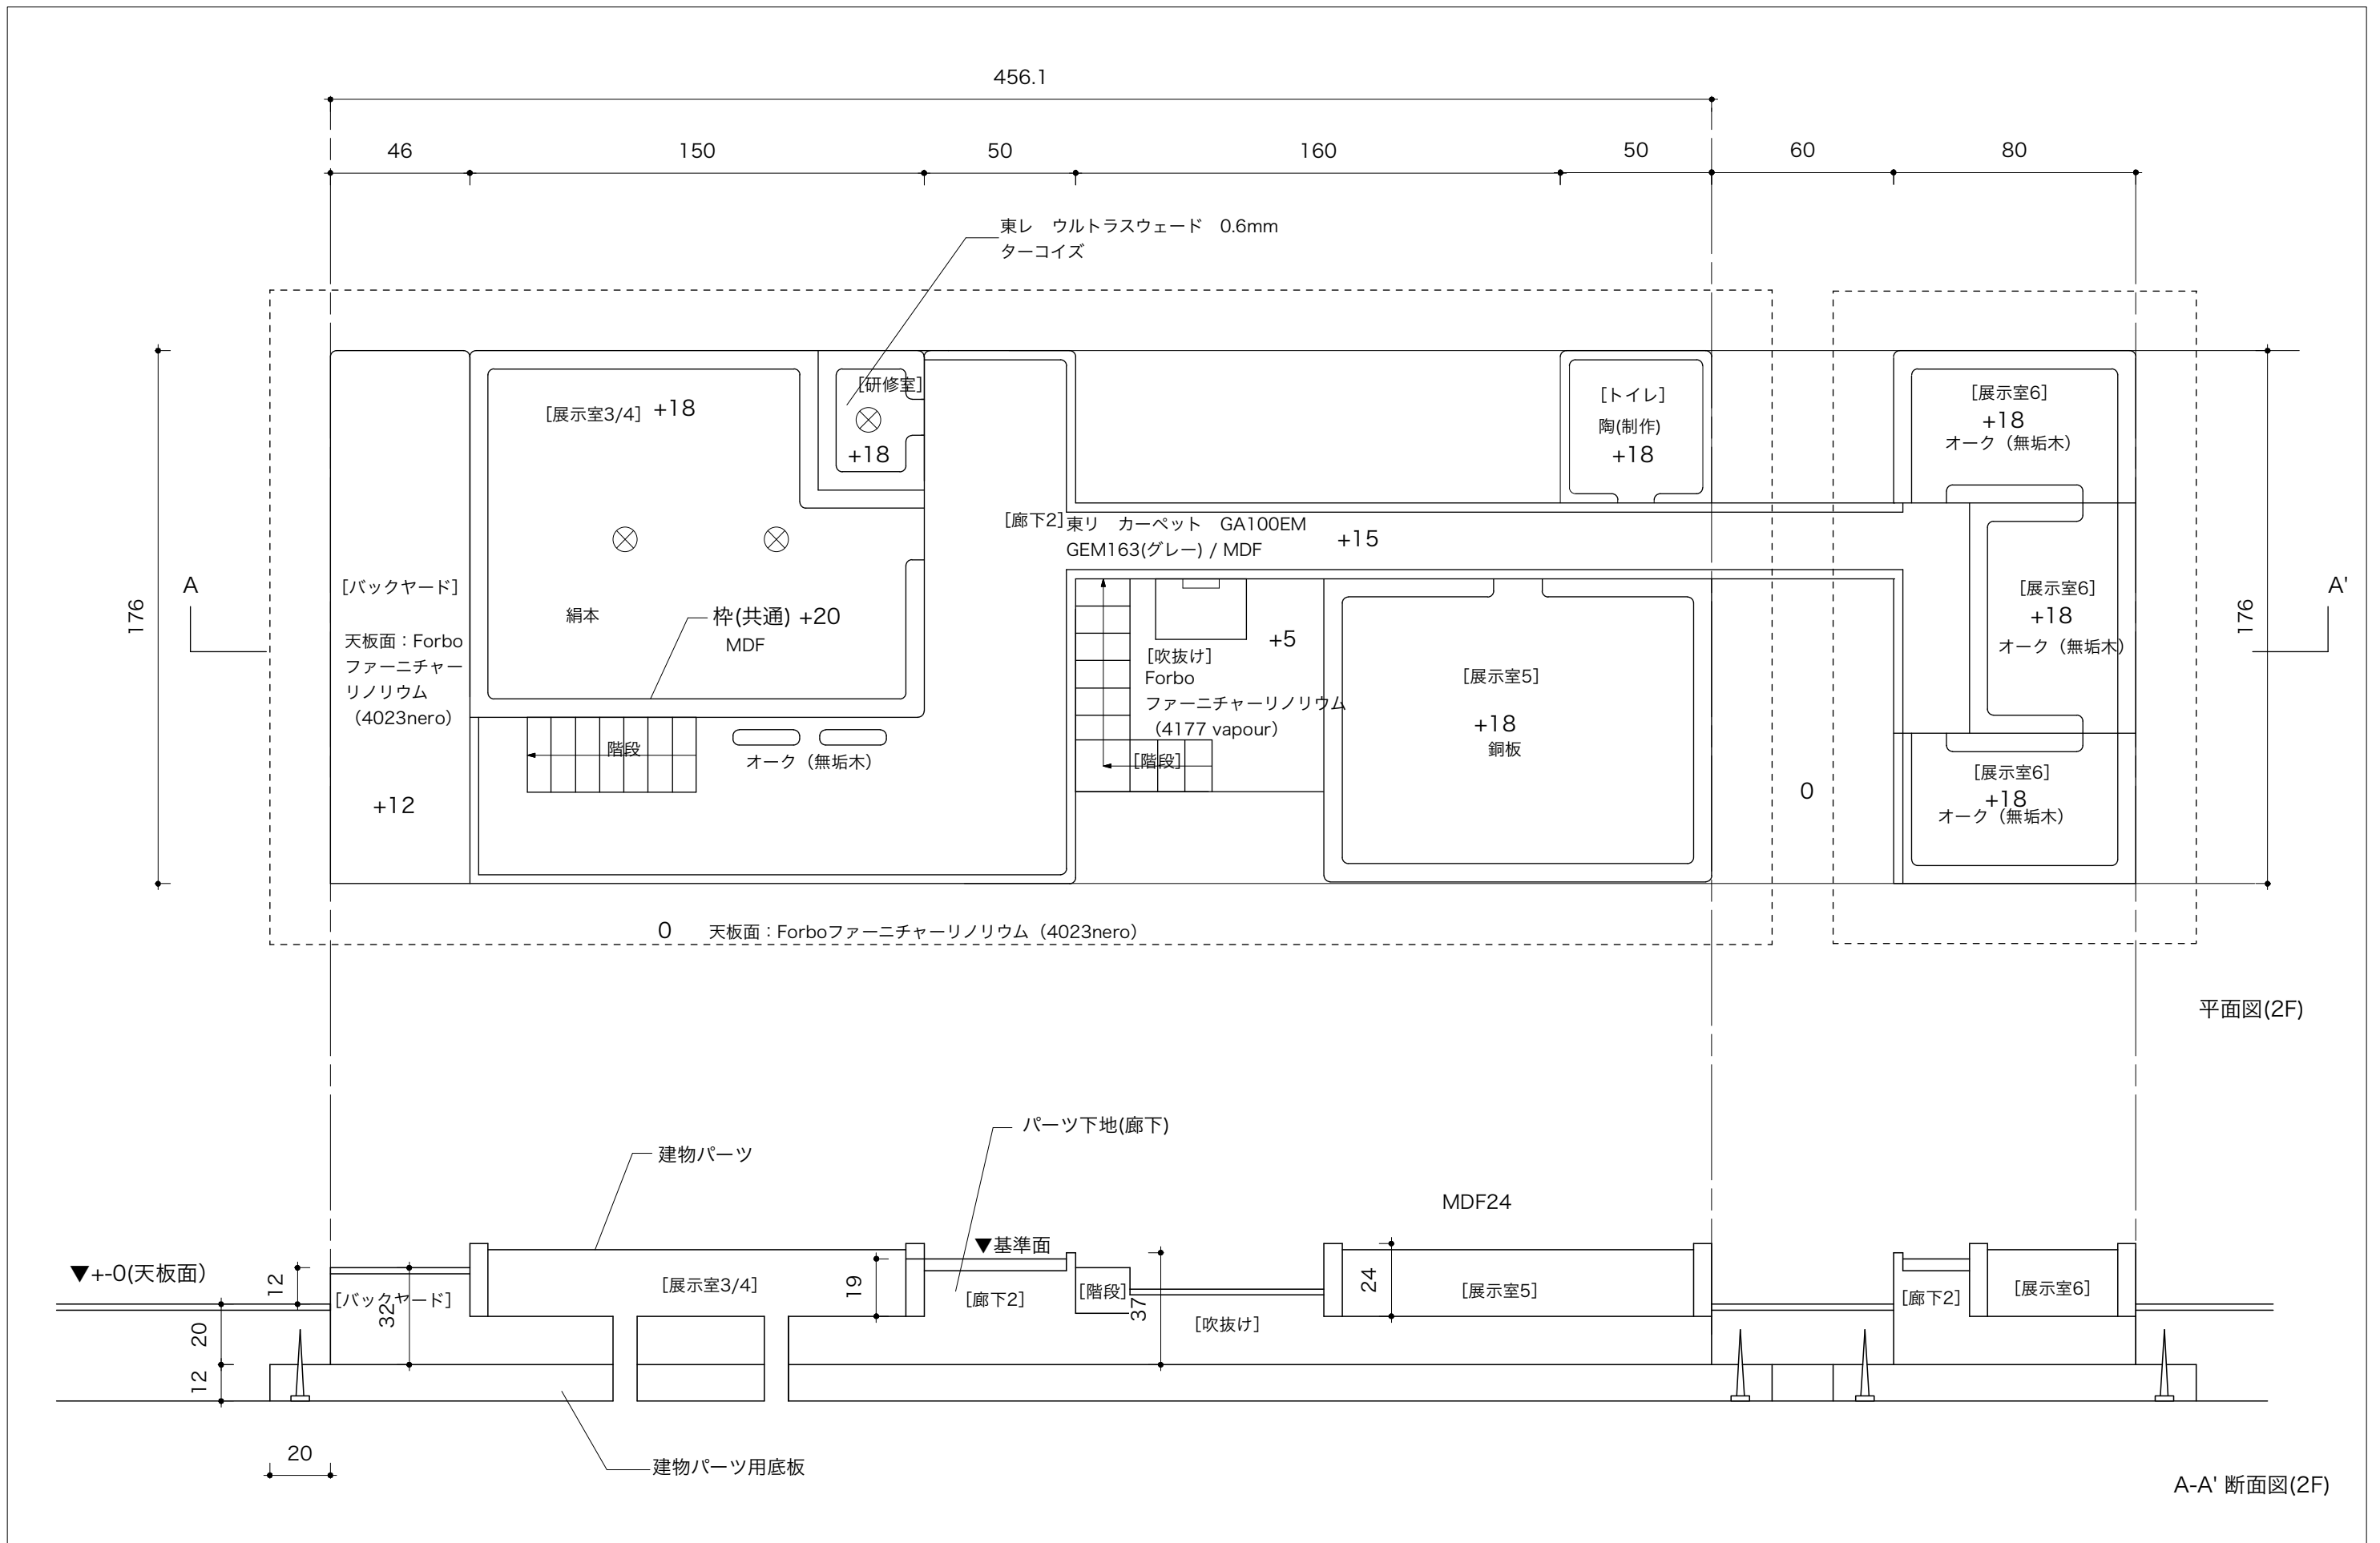 456.1
46
150
50
160
50
60
80
東レ　ウルトラスウェード　0.6mm
ターコイズ
[研修室]
+18
[展示室3/4] +18
[トイレ]
陶(制作)
+18
[展示室6]
+18
オーク（無垢木）
[廊下2]
東リ　カーペット　GA100EM
GEM163(グレー) / MDF
+15
176
A
[バックヤード]
天板面：Forbo
ファーニチャー
リノリウム
（4023nero）
+12
絹本
枠(共通) +20
MDF
+5
[吹抜け]
Forbo
ファーニチャーリノリウム
（4177 vapour）
[階段]
階段
オーク（無垢木）
[展示室5]
+18
銅板
[展示室6]
+18
オーク（無垢木）
[展示室6]
+18
オーク（無垢木）
0
176
A'
0
天板面：Forboファーニチャーリノリウム（4023nero）
平面図(2F)
パーツ下地(廊下)
建物パーツ
MDF24
▼基準面
▼+-0(天板面）
12
20
12
[バックヤード]
32
[展示室3/4]
19
[廊下2]
[階段]
37
[吹抜け]
24
[展示室5]
[廊下2]
[展示室6]
20
建物パーツ用底板
A-A' 断面図(2F)